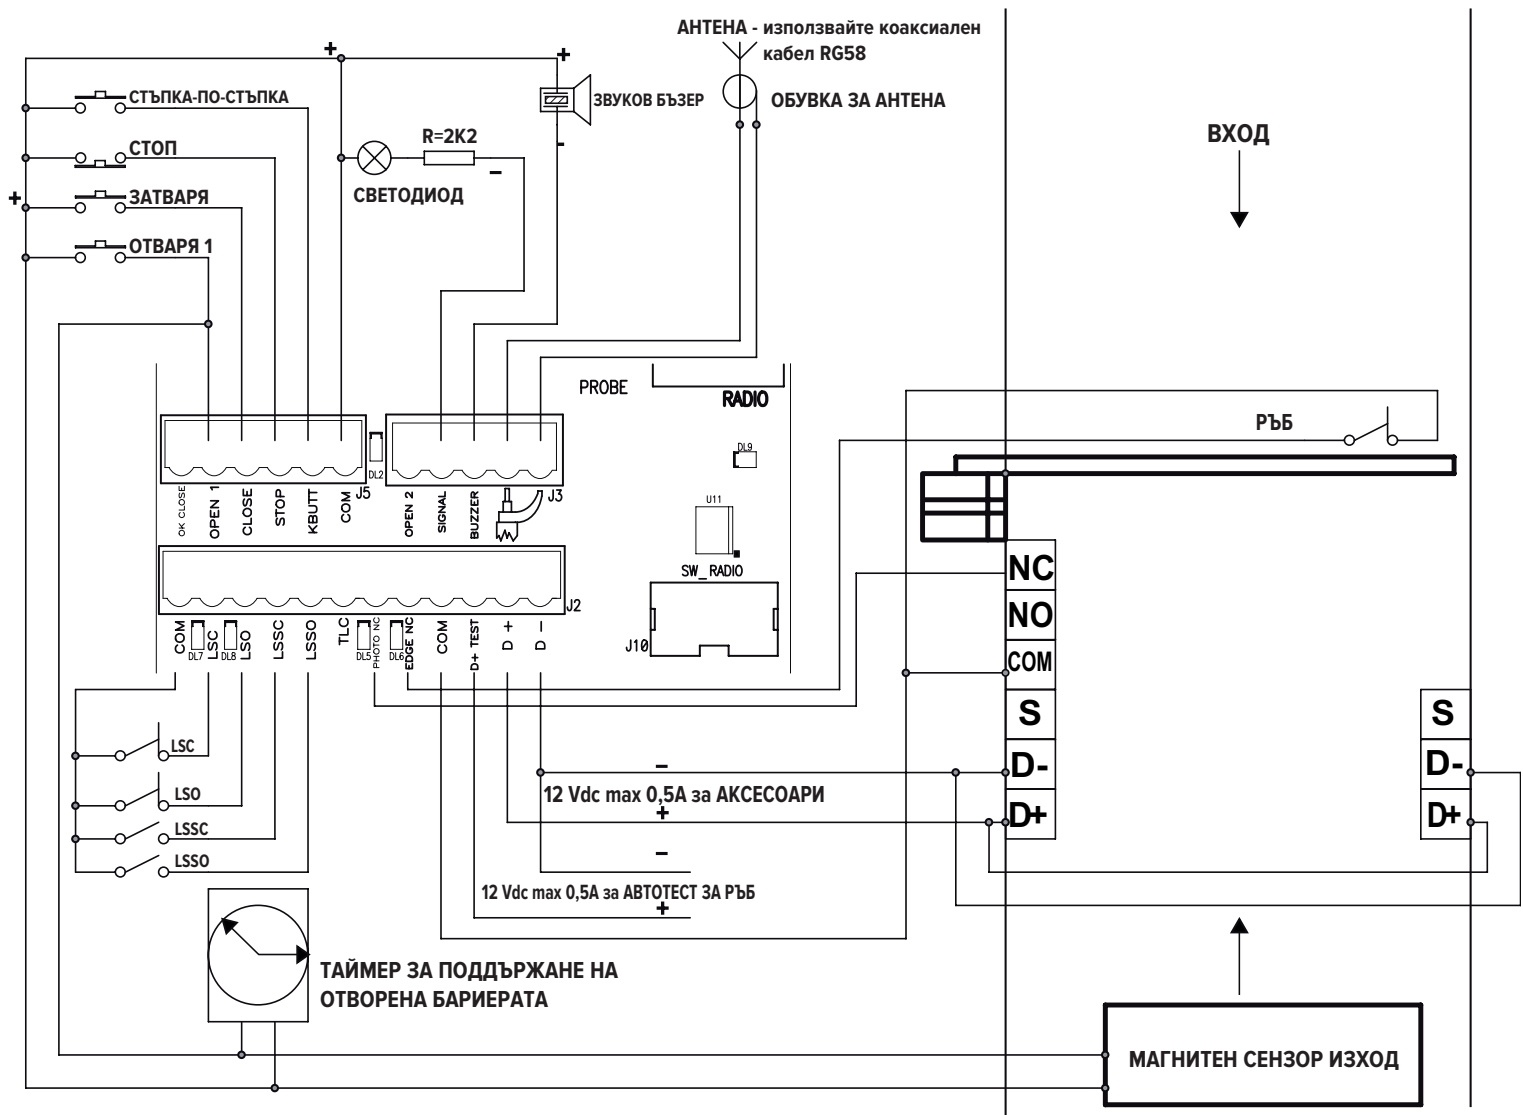 АНТЕНА - използвайте коаксиален
кабел RG58
+
+
СТЪПКА-ПО-СТЪПКА
ЗВУКОВ БЪЗЕР
ОБУВКА ЗА АНТЕНА
ВХОД
R=2K2
-
СТОП
–
СВЕТОДИОД
+
ЗАТВАРЯ
ОТВАРЯ 1
PROBE
RADIO
РЪБ
DL9
DL2
J5
J3
OK CLOSE
OPEN 1
CLOSE
STOP
KBUTT
COM
OPEN 2
SIGNAL
BUZZER
U11
SW_RADIO
NC
NO
COM
S
D-
D+
S
D-
D+
J2
J10
COM
DL7
LSC
DL8
LSO
LSSC
LSSO
TLC
DL5
PHOTO NC
DL6
EDGE NC
COM
D+ TEST
D +
D -
LSC
LSO
LSSC
LSSO
–
12 Vdc max 0,5A за АКСЕСОАРИ
+
–
12 Vdc max 0,5A за АВТОТЕСТ ЗА РЪБ
+
ТАЙМЕР ЗА ПОДДЪРЖАНЕ НА
ОТВОРЕНА БАРИЕРАТА
МАГНИТЕН СЕНЗОР ИЗХОД